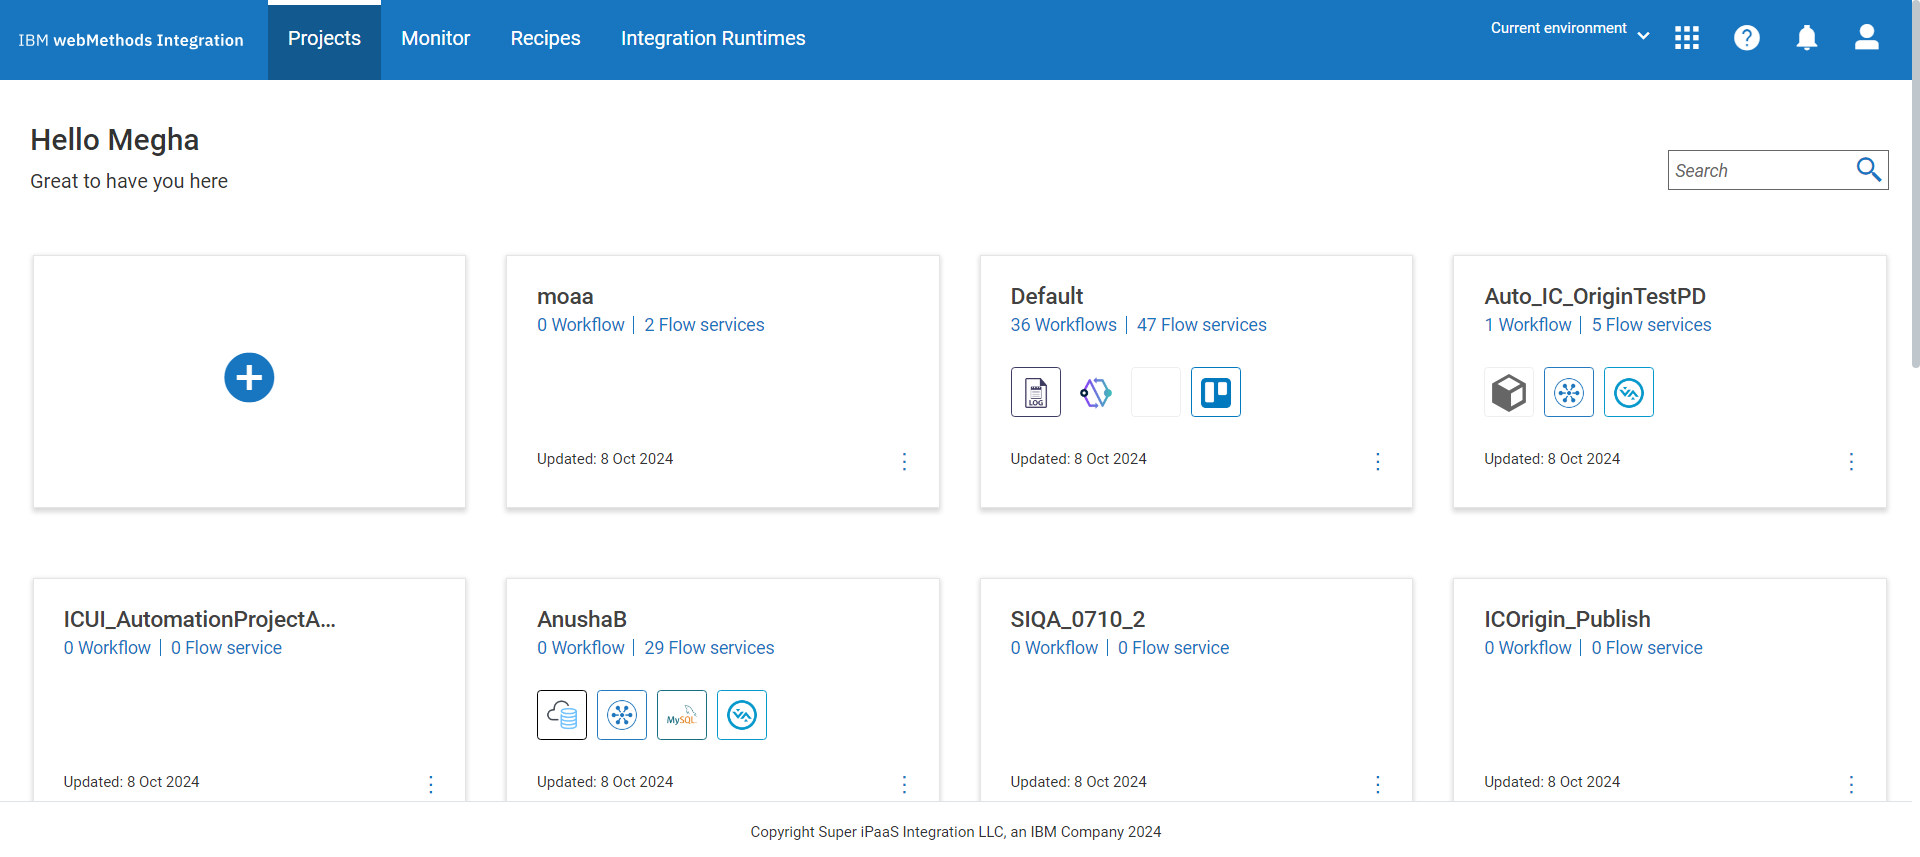 IBM webMethods Integration
Projects
Monitor
Recipes
Integration Runtimes
Current environment
?
Hello Megha
Great to have you here
Search
moaa
0 Workflow | 2 Flow services
Updated: 8 Oct 2024
Default
36 Workflows | 47 Flow services
LOG
Updated: 8 Oct 2024
Auto_IC_OriginTestPD
1 Workflow | 5 Flow services
Updated: 8 Oct 2024
ICUI_AutomationProjectA...
0 Workflow | 0 Flow service
Updated: 8 Oct 2024
AnushaB
0 Workflow | 29 Flow services
MySQL
Updated: 8 Oct 2024
SIQA_0710_2
0 Workflow | 0 Flow service
Updated: 8 Oct 2024
ICOrigin_Publish
0 Workflow | 0 Flow service
Updated: 8 Oct 2024
Copyright Super iPaaS Integration LLC, an IBM Company 2024